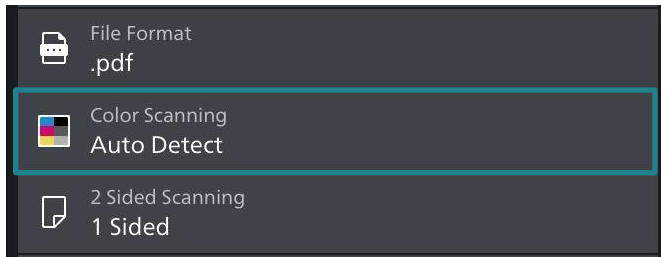 File Format
.pdf
Color Scanning
Auto Detect
2 Sided Scanning
1 Sided